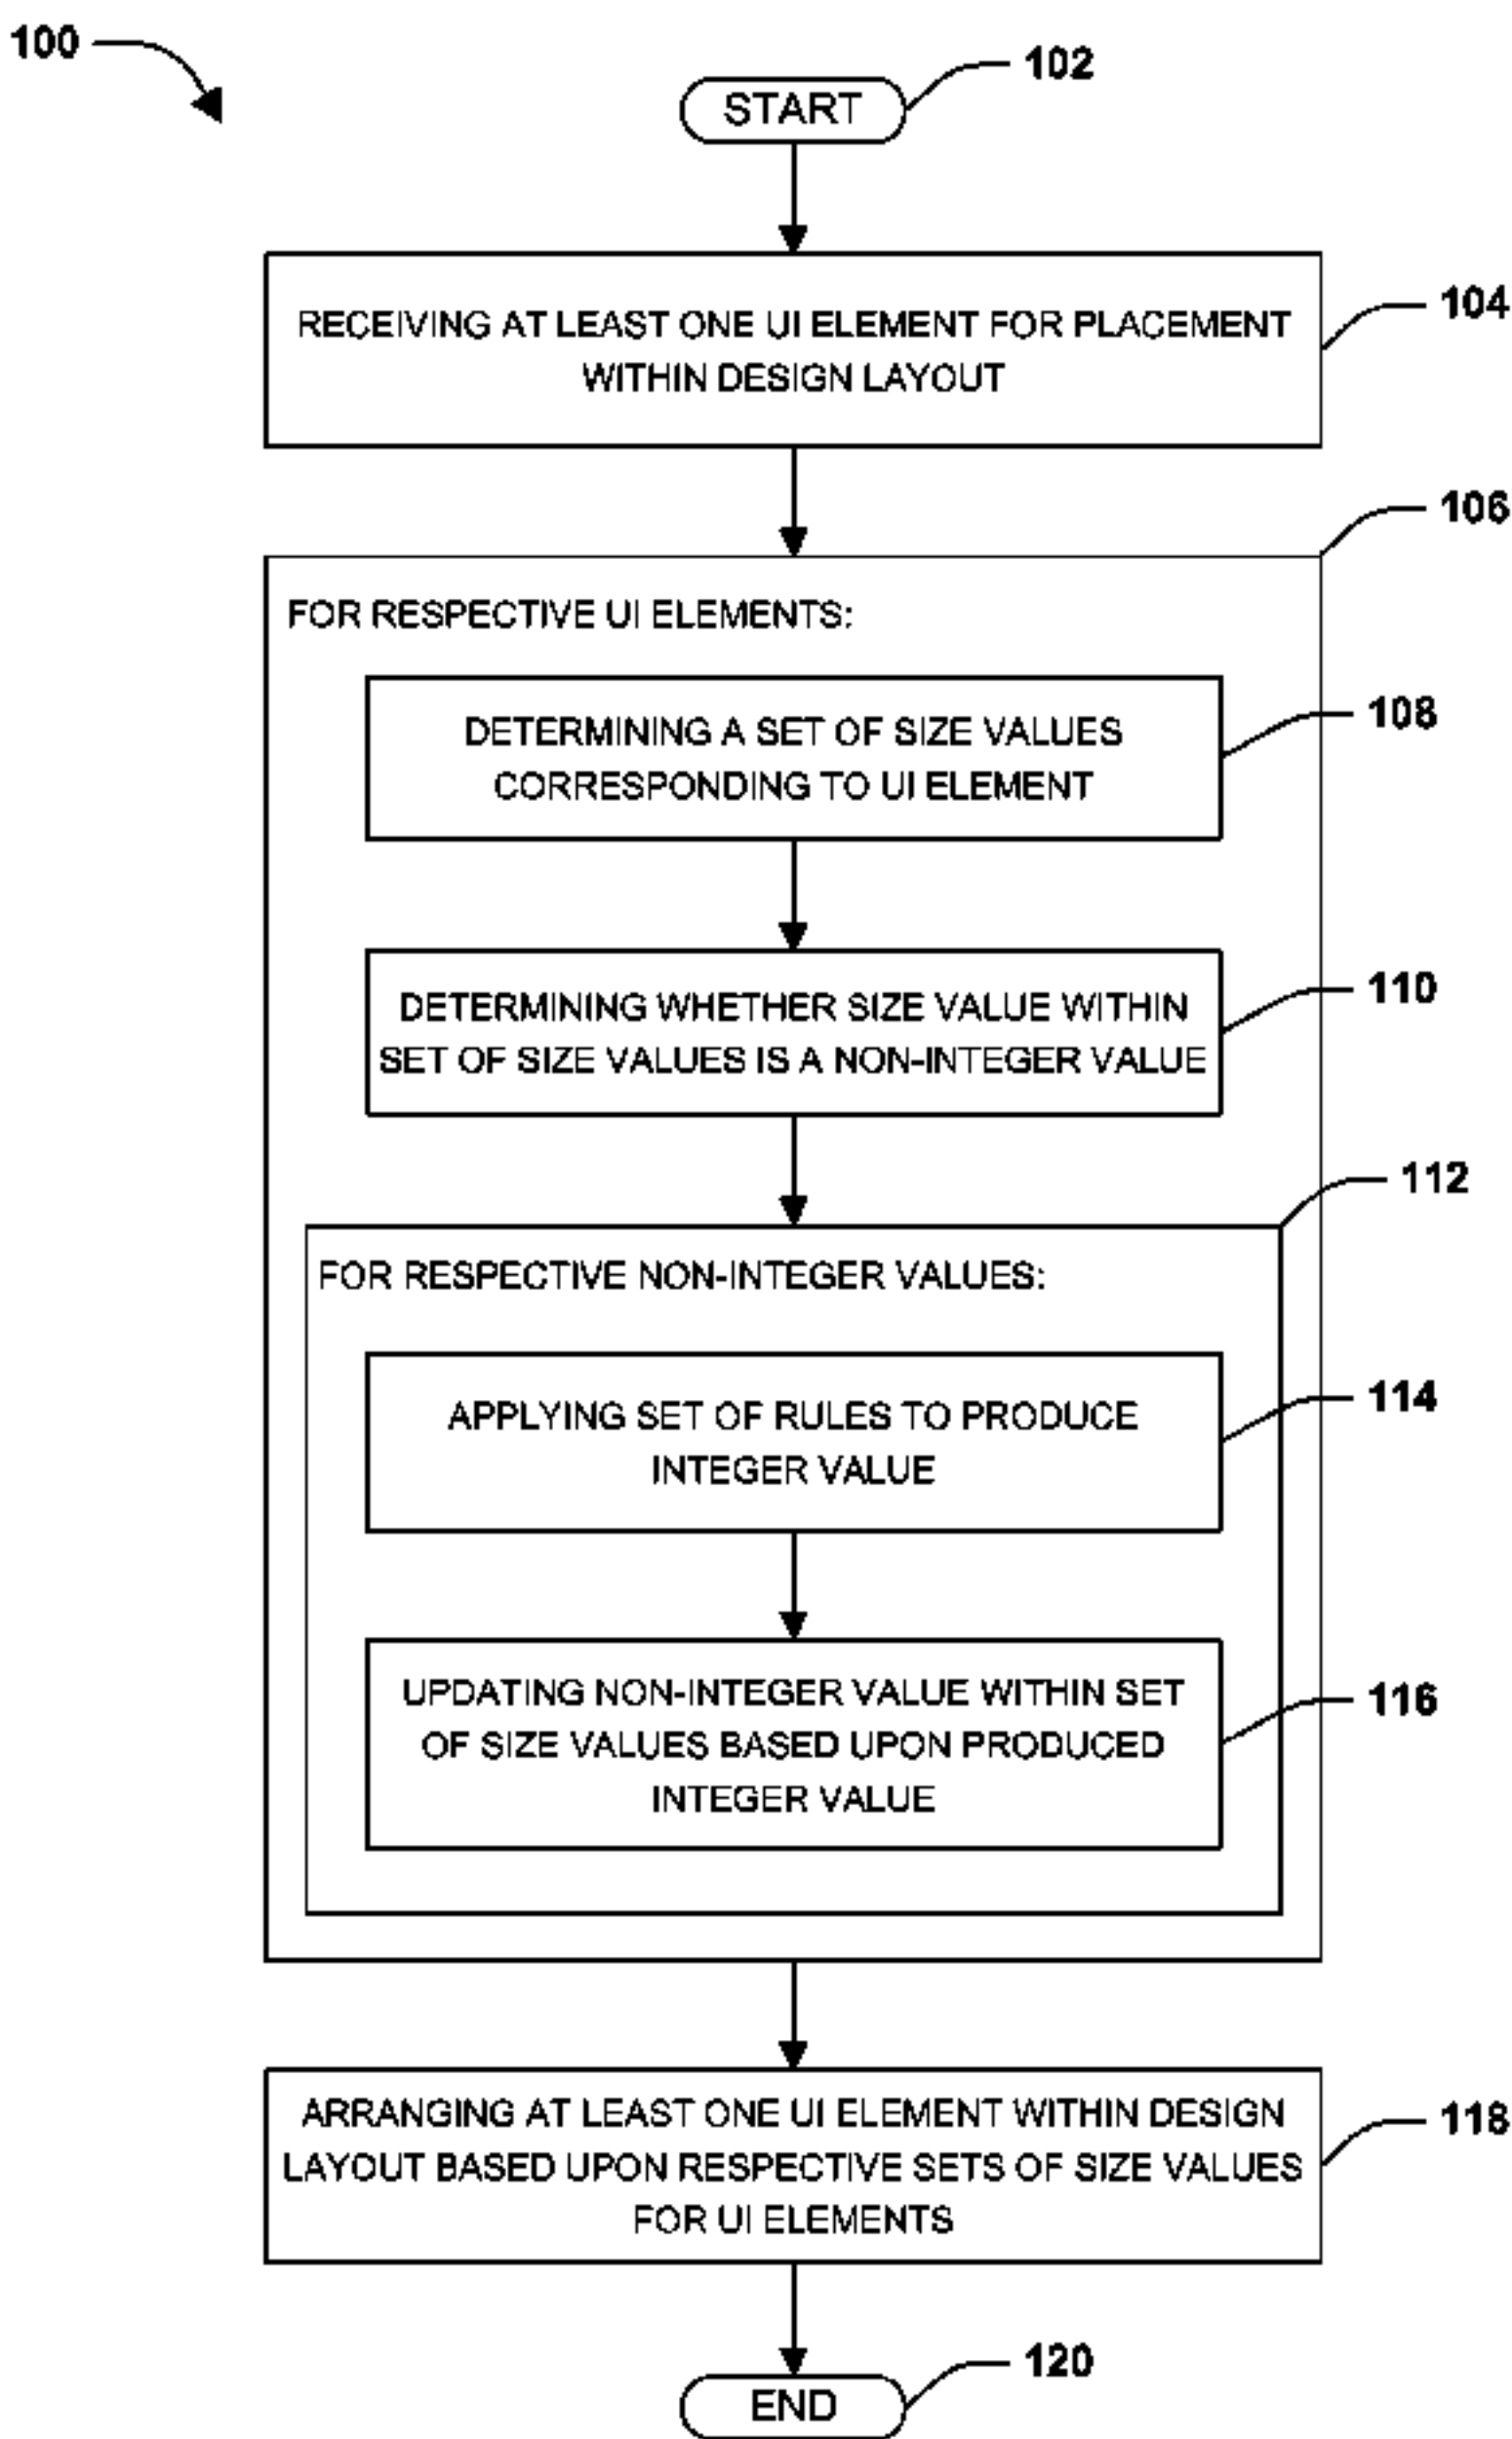 100
102
START
104
RECEIVING AT LEAST ONE UI ELEMENT FOR PLACEMENT
WITHIN DESIGN LAYOUT
106
FOR RESPECTIVE UI ELEMENTS:
108
DETERMINING A SET OF SIZE VALUES
CORRESPONDING TO UI ELEMENT
110
DETERMINING WHETHER SIZE VALUE WITHIN
SET OF SIZE VALUES IS A NON-INTEGER VALUE
112
FOR RESPECTIVE NON-INTEGER VALUES:
114
APPLYING SET OF RULES TO PRODUCE
INTEGER VALUE
116
UPDATING NON-INTEGER VALUE WITHIN SET
OF SIZE VALUES BASED UPON PRODUCED
INTEGER VALUE
118
ARRANGING AT LEAST ONE UI ELEMENT WITHIN DESIGN
LAYOUT BASED UPON RESPECTIVE SETS OF SIZE VALUES
FOR UI ELEMENTS
120
END